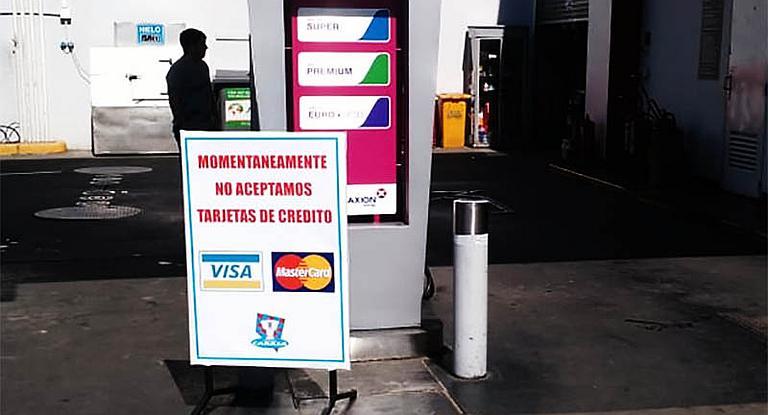 HIELO
SUPER
PREMIUM
EURO
AXION
MOMENTANEAMENTE
NO ACEPTAMOS
TARJETAS DE CREDITO
VISA
MasterCard